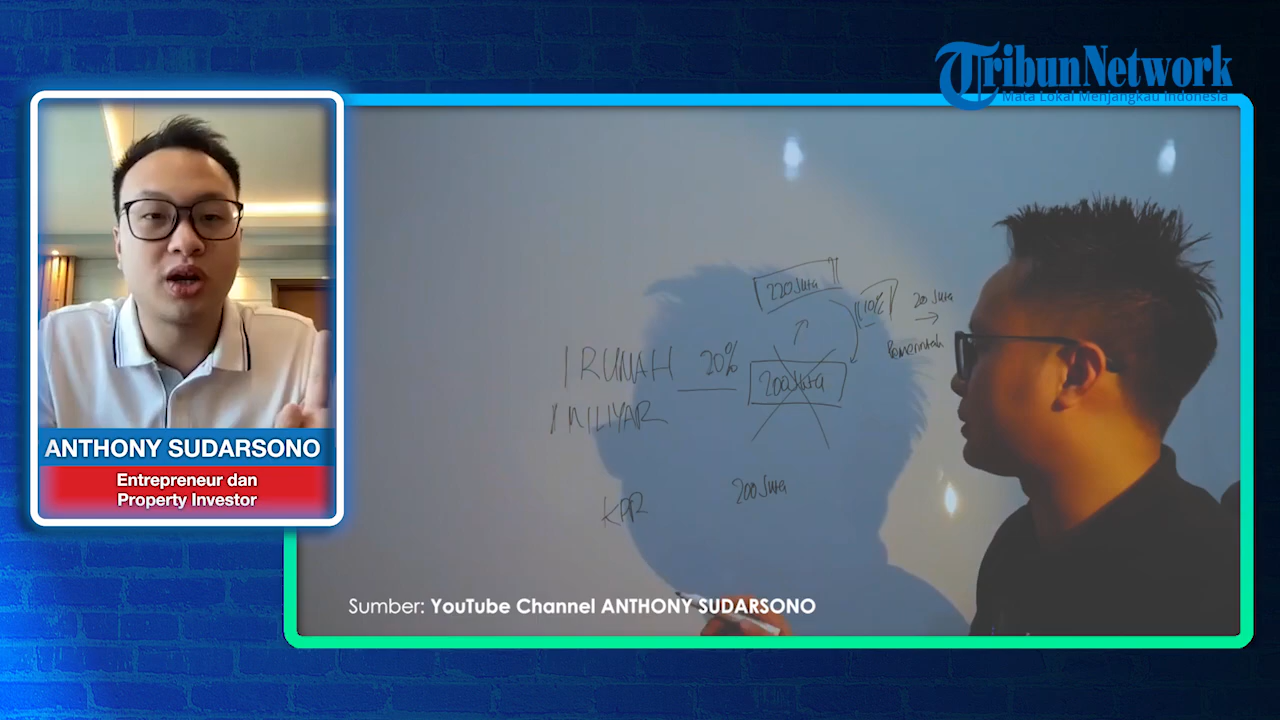 TribunNetwork
Mata Lokal Menjangkau Indonesia
ANTHONY SUDARSONO
Entrepreneur dan
Property Investor
220 Juta
10%
20 Juta
Pemerintah
1 RUMAH 20%
200 Juta
1 MILIYAR
KPR
200 Juta
Sumber: YouTube Channel ANTHONY SUDARSONO